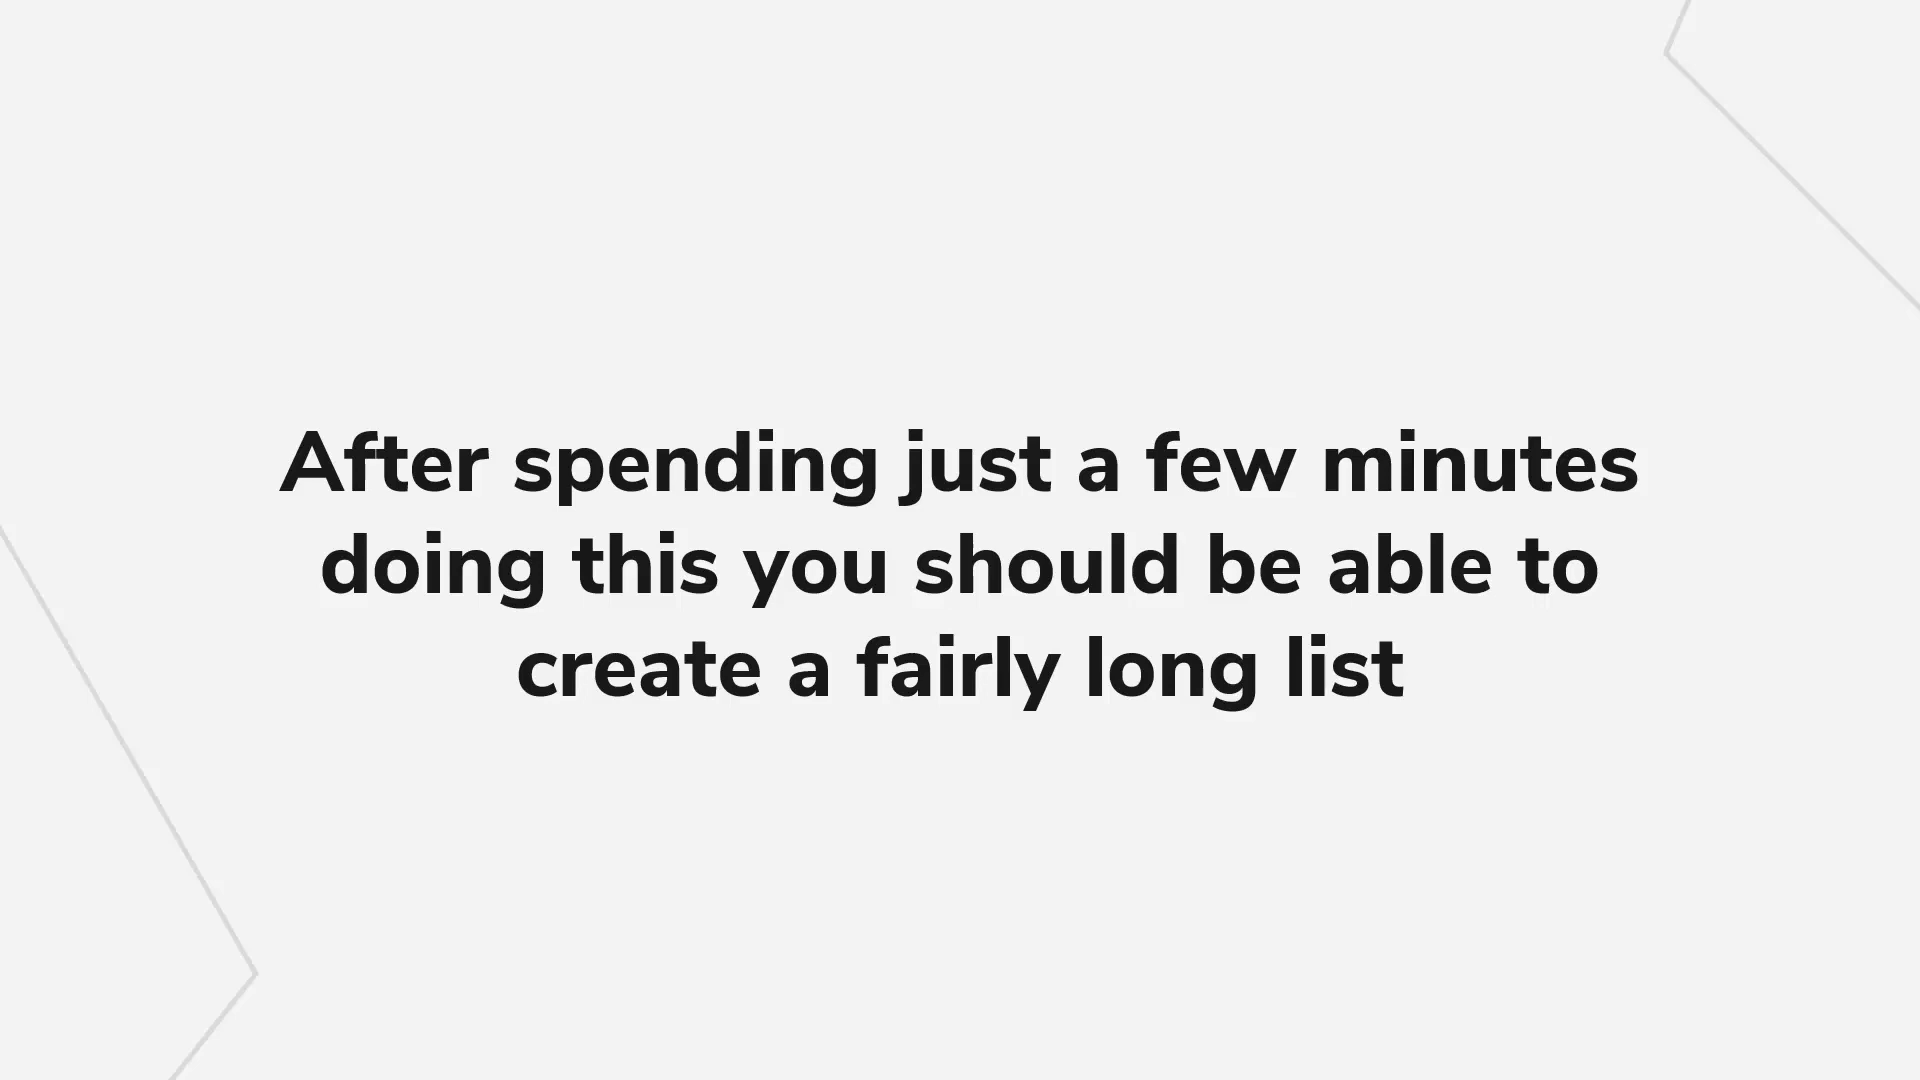 After spending just a few minutes
doing this you should be able to
create a fairly long list